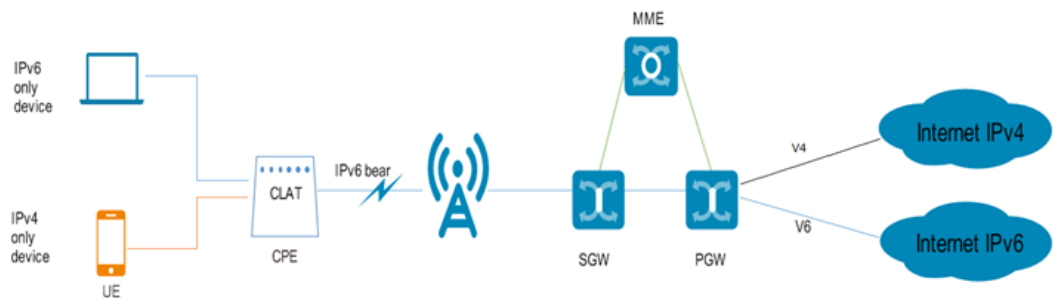 MME
IPv6
only
device
Internet IPv4
V4
IPv6 bear
CLAT
IPv4
only
device
V6
Internet IPv6
CPE
SGW
PGW
UE